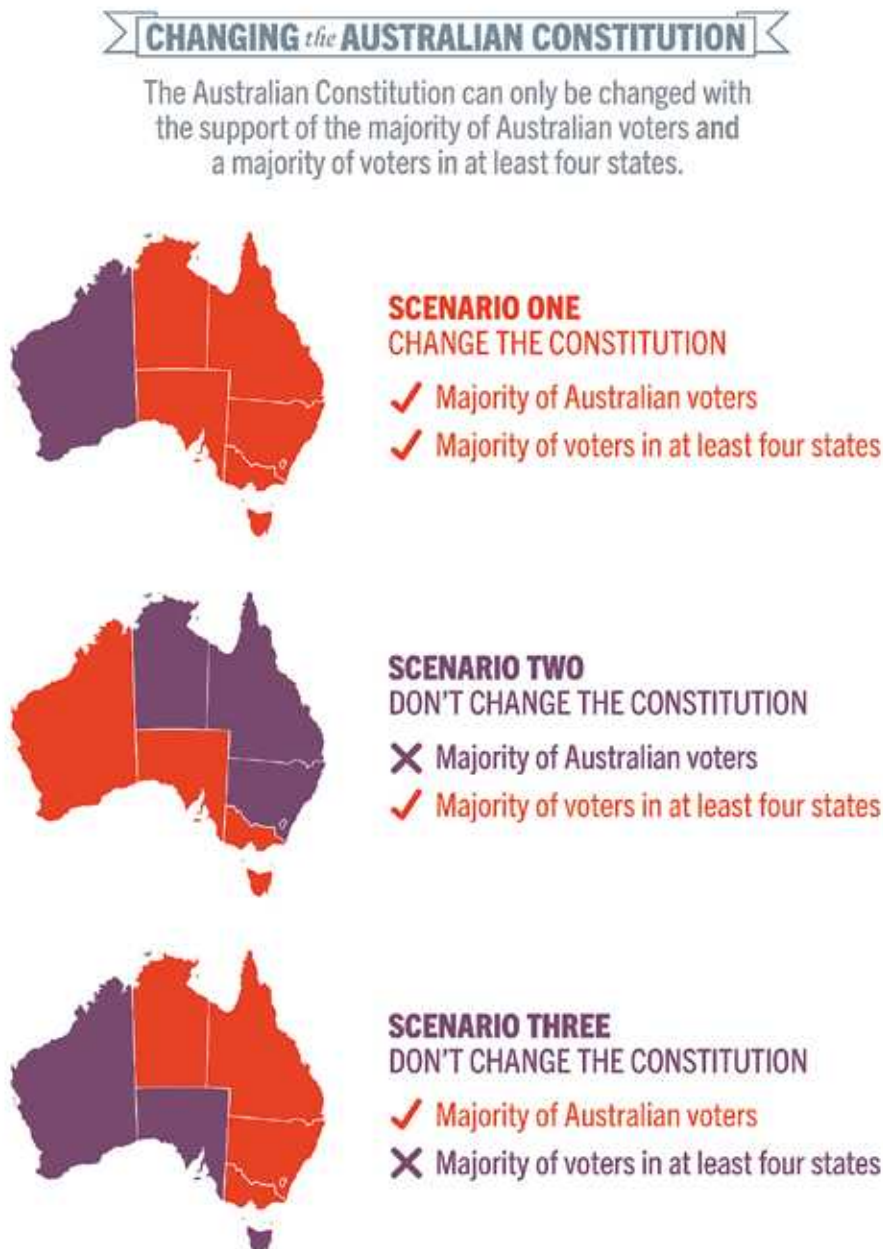 CHANGING the AUSTRALIAN CONSTITUTION
The Australian Constitution can only be changed with
the support of the majority of Australian voters and
a majority of voters in at least four states.
SCENARIO ONE
CHANGE THE CONSTITUTION
Majority of Australian voters
Majority of voters in at least four states
SCENARIO TWO
DON'T CHANGE THE CONSTITUTION
Majority of Australian voters
Majority of voters in at least four states
SCENARIO THREE
DON'T CHANGE THE CONSTITUTION
Majority of Australian voters
Majority of voters in at least four states